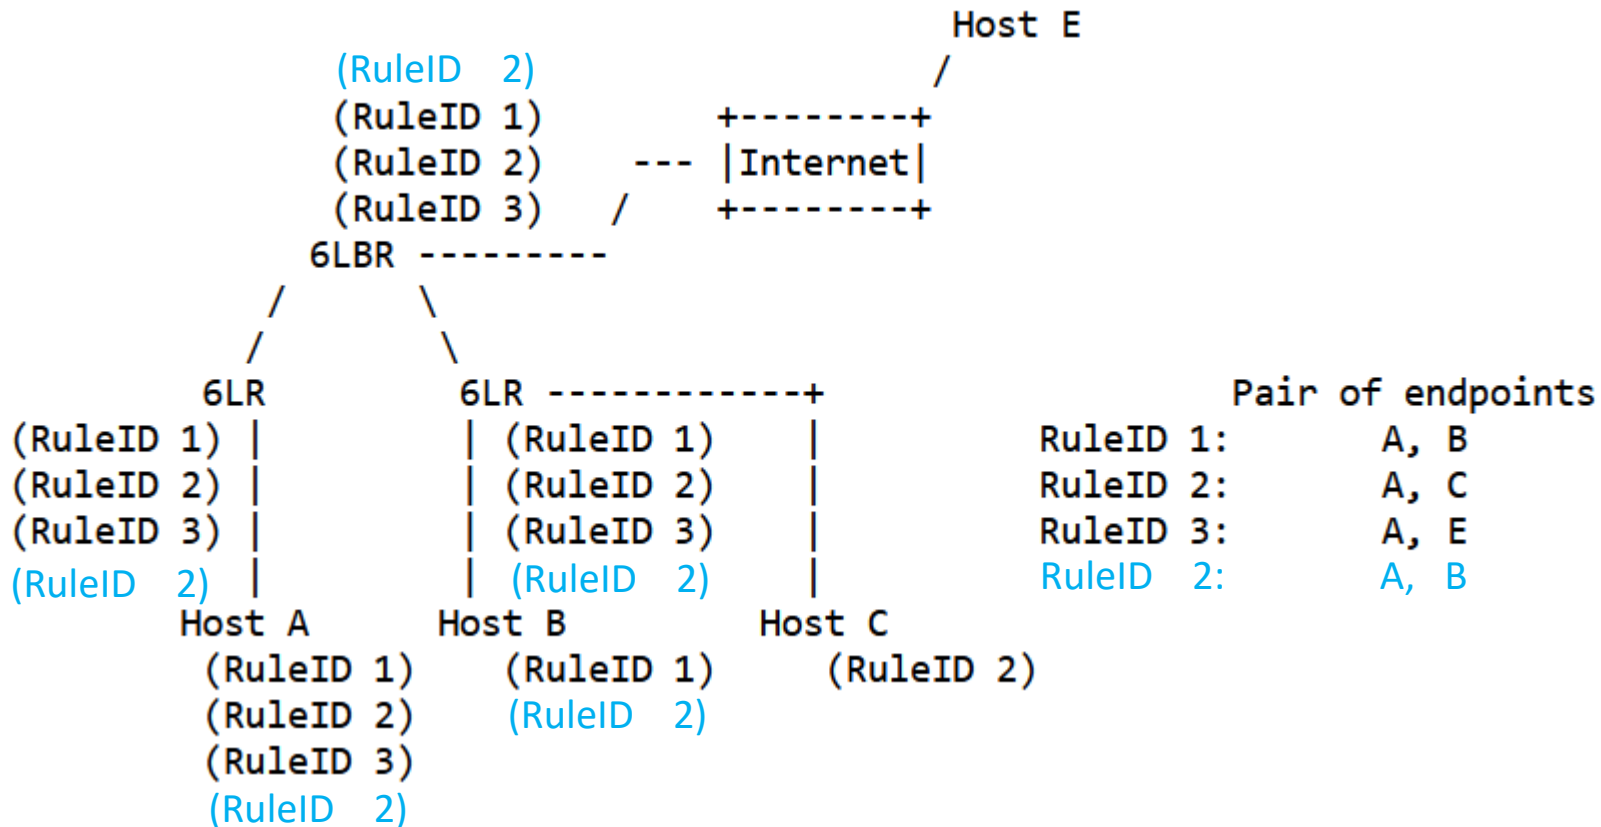 Host E
(RuleID 2) /
(RuleID 1) +--------+
(RuleID 2) --- |Internet|
(RuleID 3) / +--------+
6LBR ---------
/ \
/ \
6LR 6LR ------------+ Pair of endpoints
(RuleID 1) | | (RuleID 1) | RuleID 1: A, B
(RuleID 2) | | (RuleID 2) | RuleID 2: A, C
(RuleID 3) | | (RuleID 3) | RuleID 3: A, E
(RuleID 2) | | (RuleID 2) | RuleID 2: A, B
Host A Host B Host C
(RuleID 1) (RuleID 1) (RuleID 2)
(RuleID 2) (RuleID 2)
(RuleID 3)
(RuleID 2)